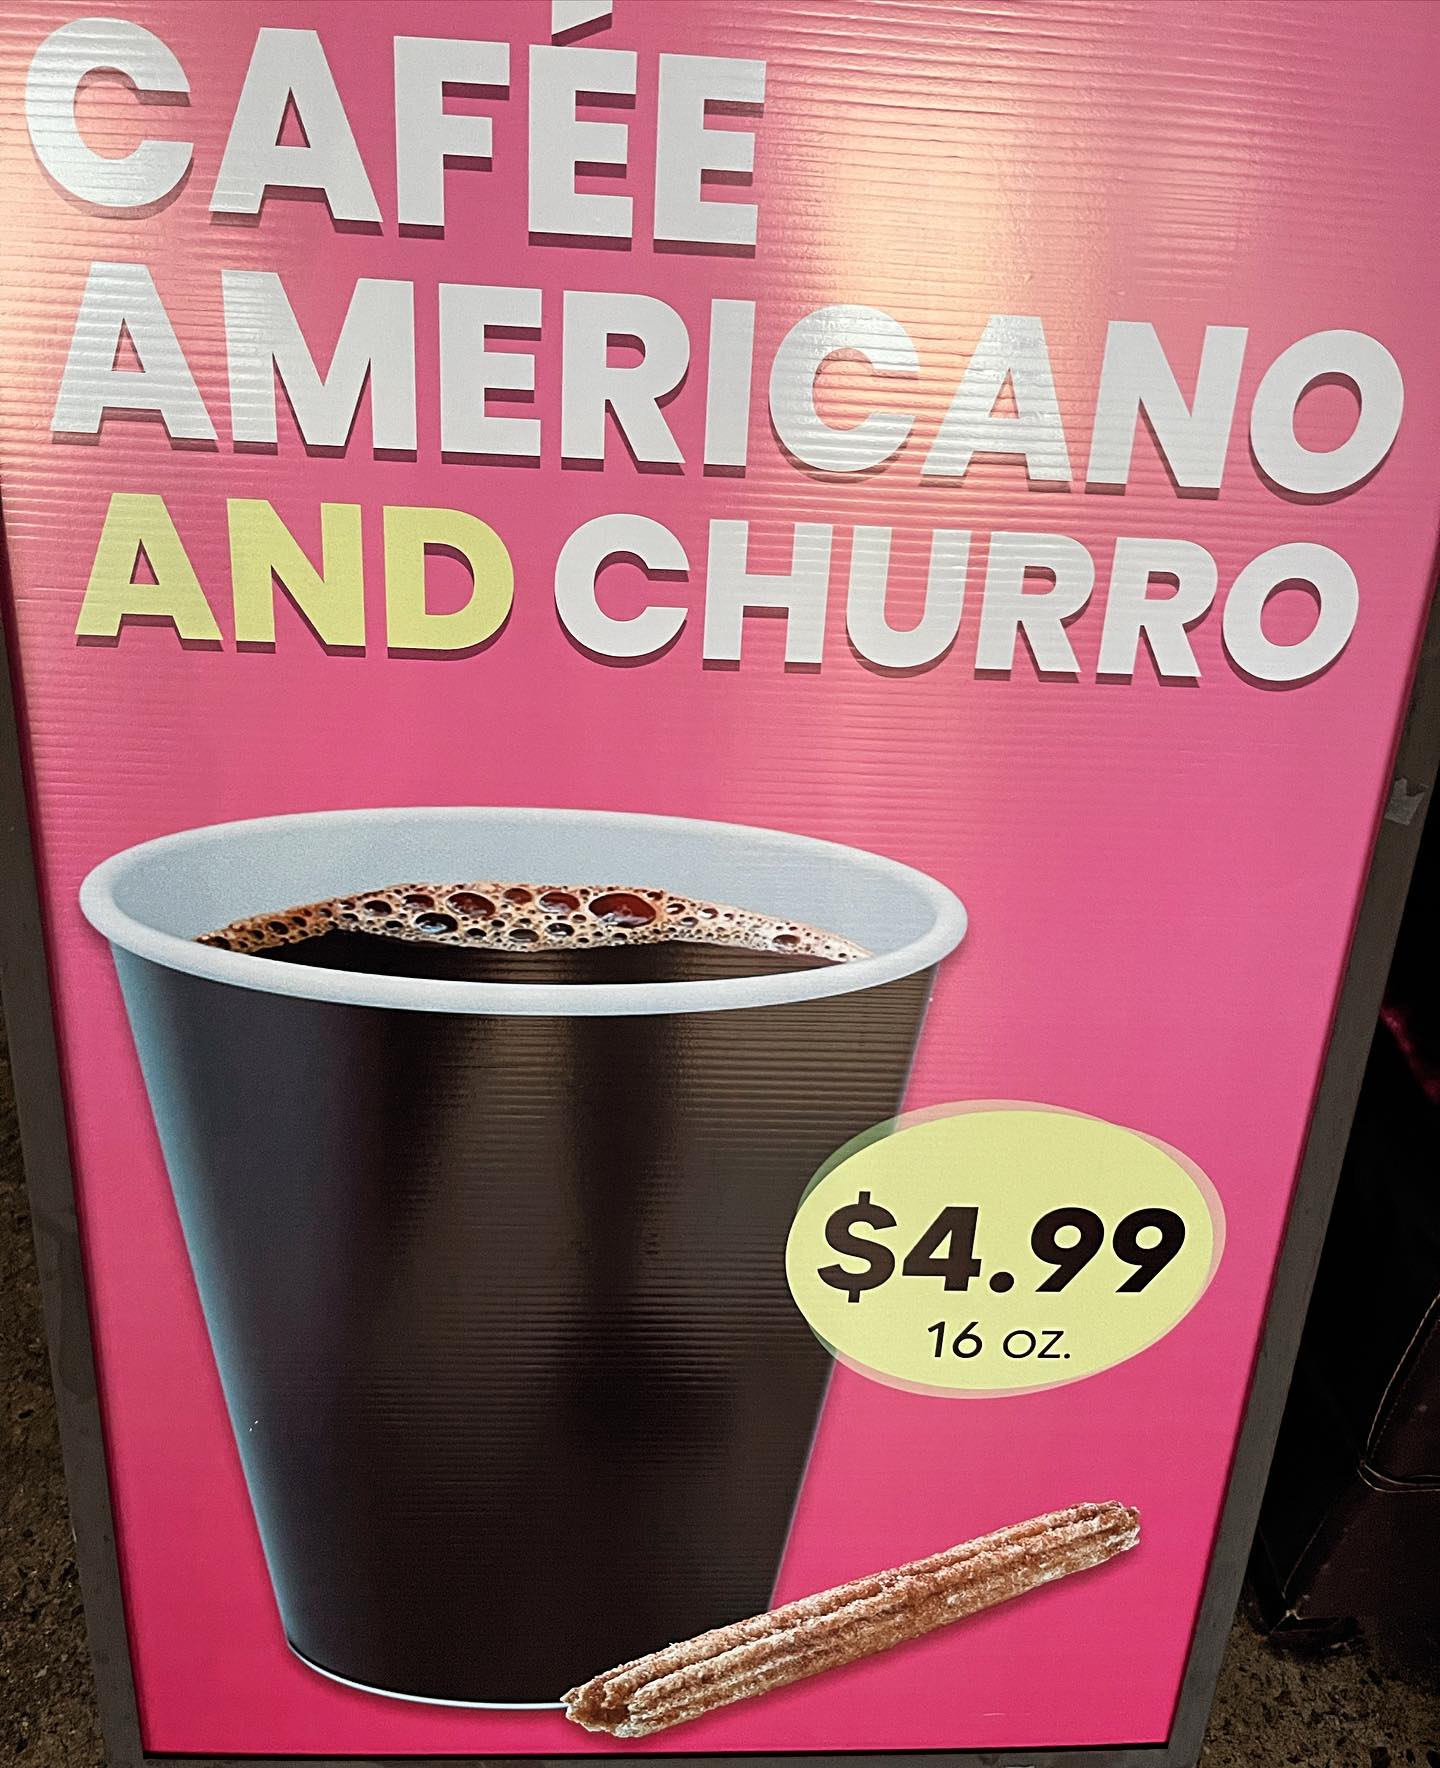 CAFÉE
AMERICANO
AND CHURRO
$4.99
16 OZ.